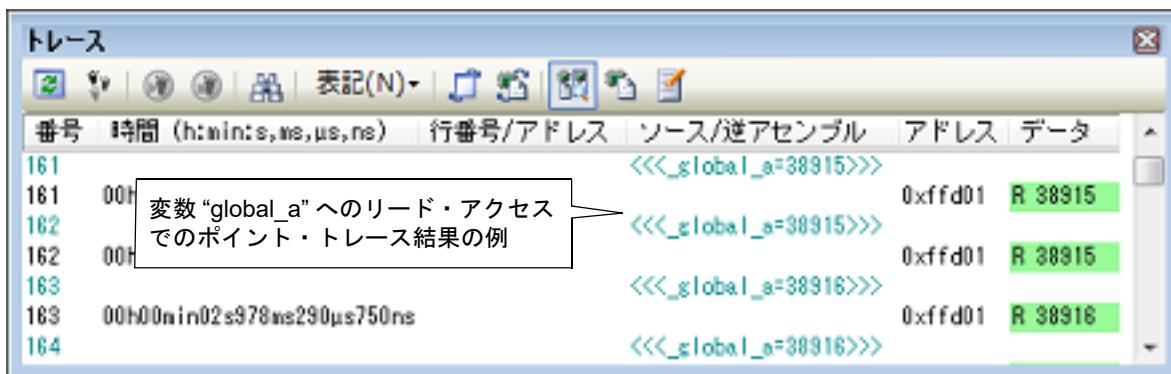 トレース
表記(N)
番号 時間 (h:min:s,ms,μs,ns) 行番号/アドレス ソース/逆アセンブル アドレス データ
161 <<<_global_a=38915>>>
161 00h 0xffd01 R 38915
162 <<<_global_a=38915>>>
162 00h 0xffd01 R 38915
163 <<<_global_a=38916>>>
163 00h00min02s978ms290μs750ns 0xffd01 R 38916
164 <<<_global_a=38916>>>
変数 “global_a” へのリード・アクセス
でのポイント・トレース結果の例